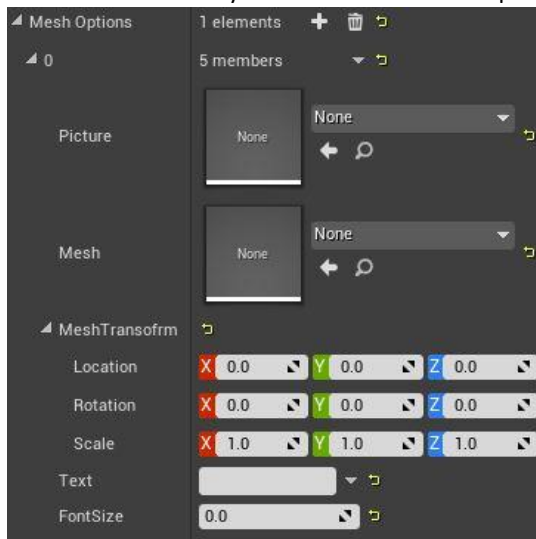 Mesh Options 1 elements
0 5 members
Picture None None
Mesh None None
MeshTransofrm
Location X 0.0 Y 0.0 Z 0.0
Rotation X 0.0 Y 0.0 Z 0.0
Scale X 1.0 Y 1.0 Z 1.0
Text
FontSize 0.0